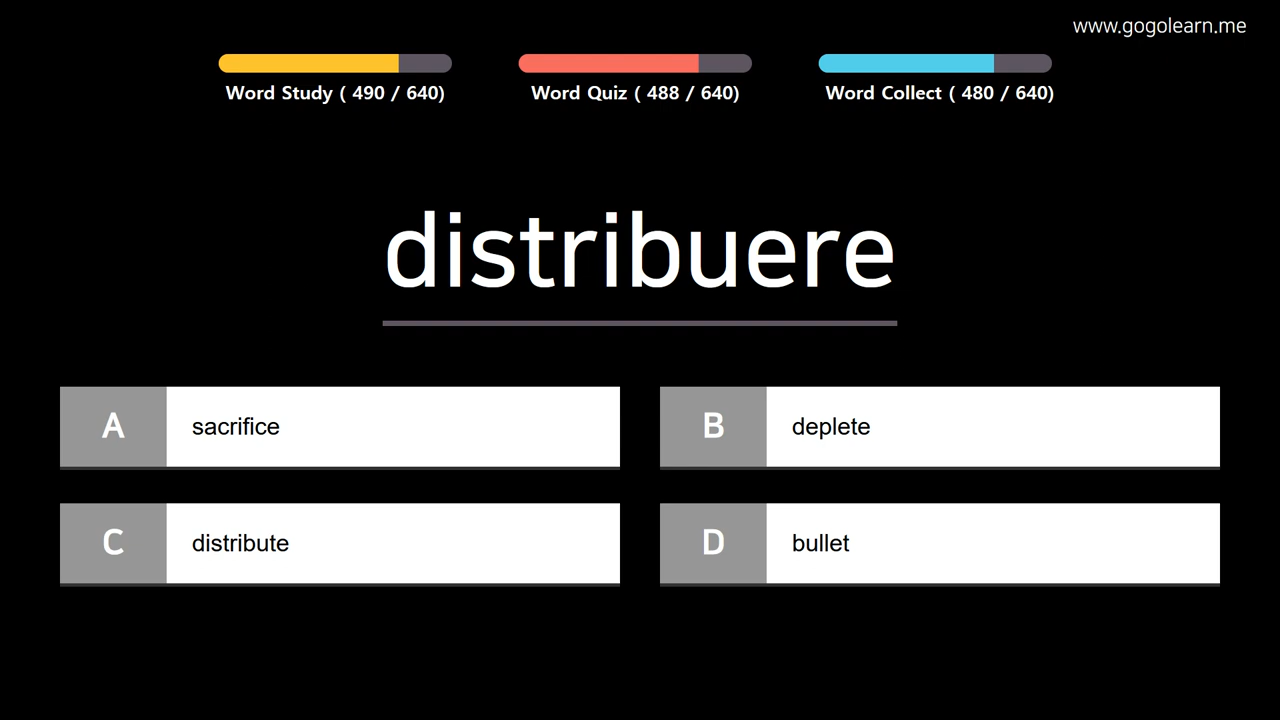 www.gogolearn.me
Word Study ( 490 / 640)
Word Quiz ( 488 / 640)
Word Collect ( 480 / 640)
distribuere
A sacrifice
B deplete
C distribute
D bullet